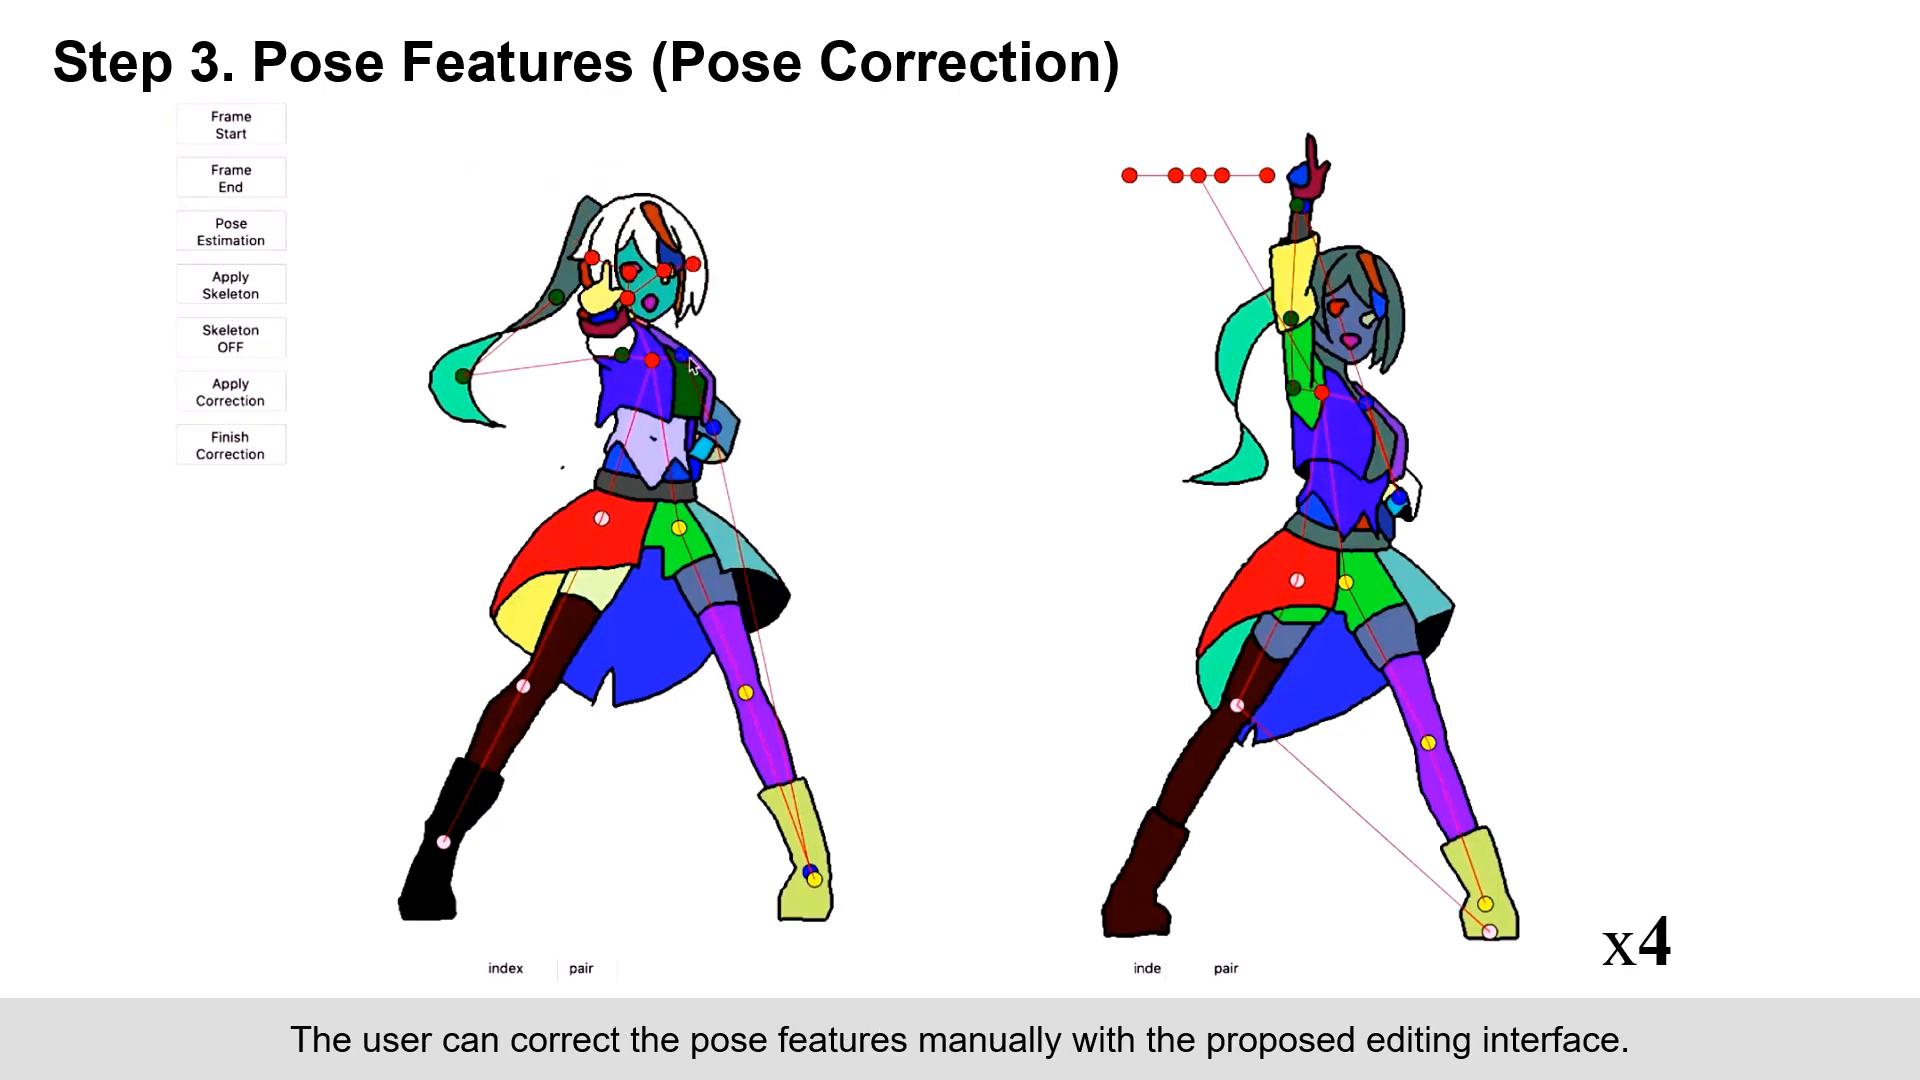 Step 3. Pose Features (Pose Correction)
Frame
Start
Frame
End
Pose
Estimation
Apply
Skeleton
Skeleton
OFF
Apply
Correction
Finish
Correction
index pair
inde pair
x4
The user can correct the pose features manually with the proposed editing interface.